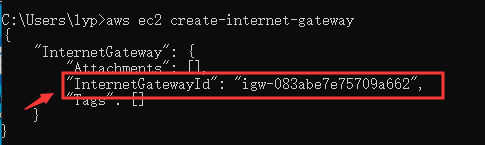 C:\Users\lyp>aws ec2 create-internet-gateway
{
    "InternetGateway": {
        "Attachments": [],
        "InternetGatewayId": "igw-083abe7e75709a662",
        "Tags": []
    }
}